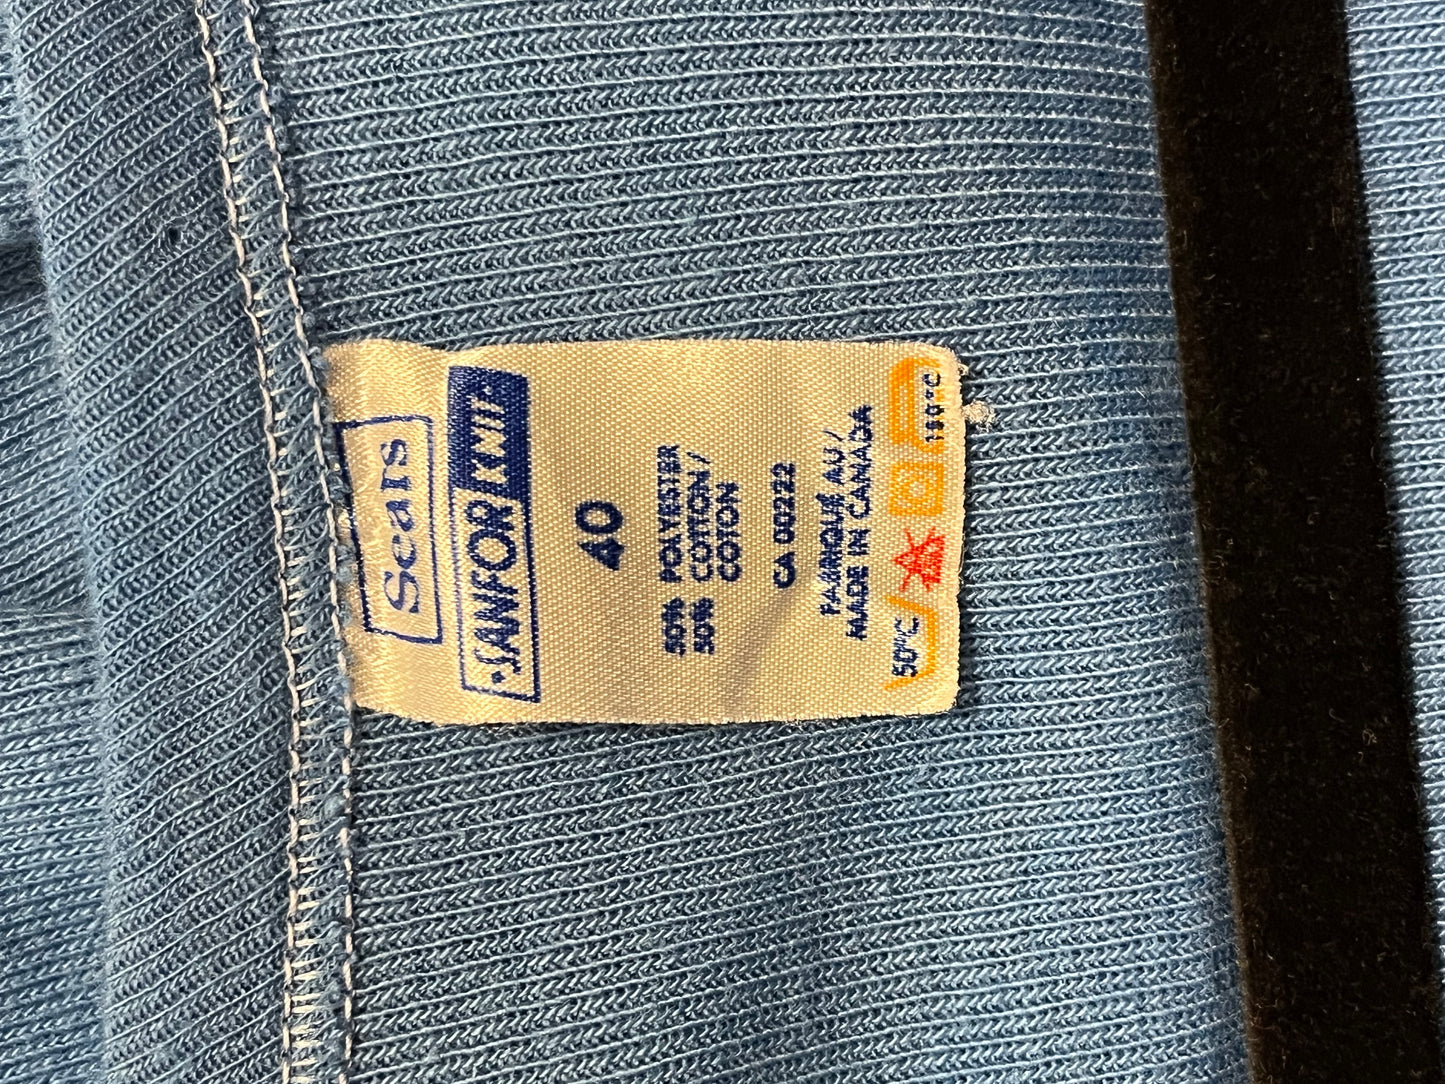 Sears
SANFOR KNIT
40
50% POLYESTER
50% COTTON/
COTON
CA 00222
FABRIQUÉ AU/
MADE IN CANADA
50°C
150°C